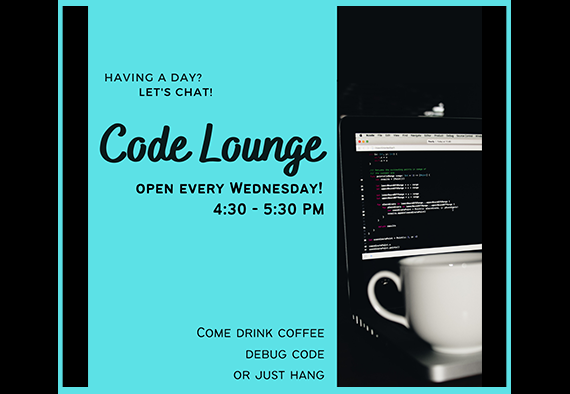 HAVING A DAY?
LET'S CHAT!
Code Lounge
OPEN EVERY WEDNESDAY!
4:30 - 5:30 PM
COME DRINK COFFEE
DEBUG CODE
OR JUST HANG